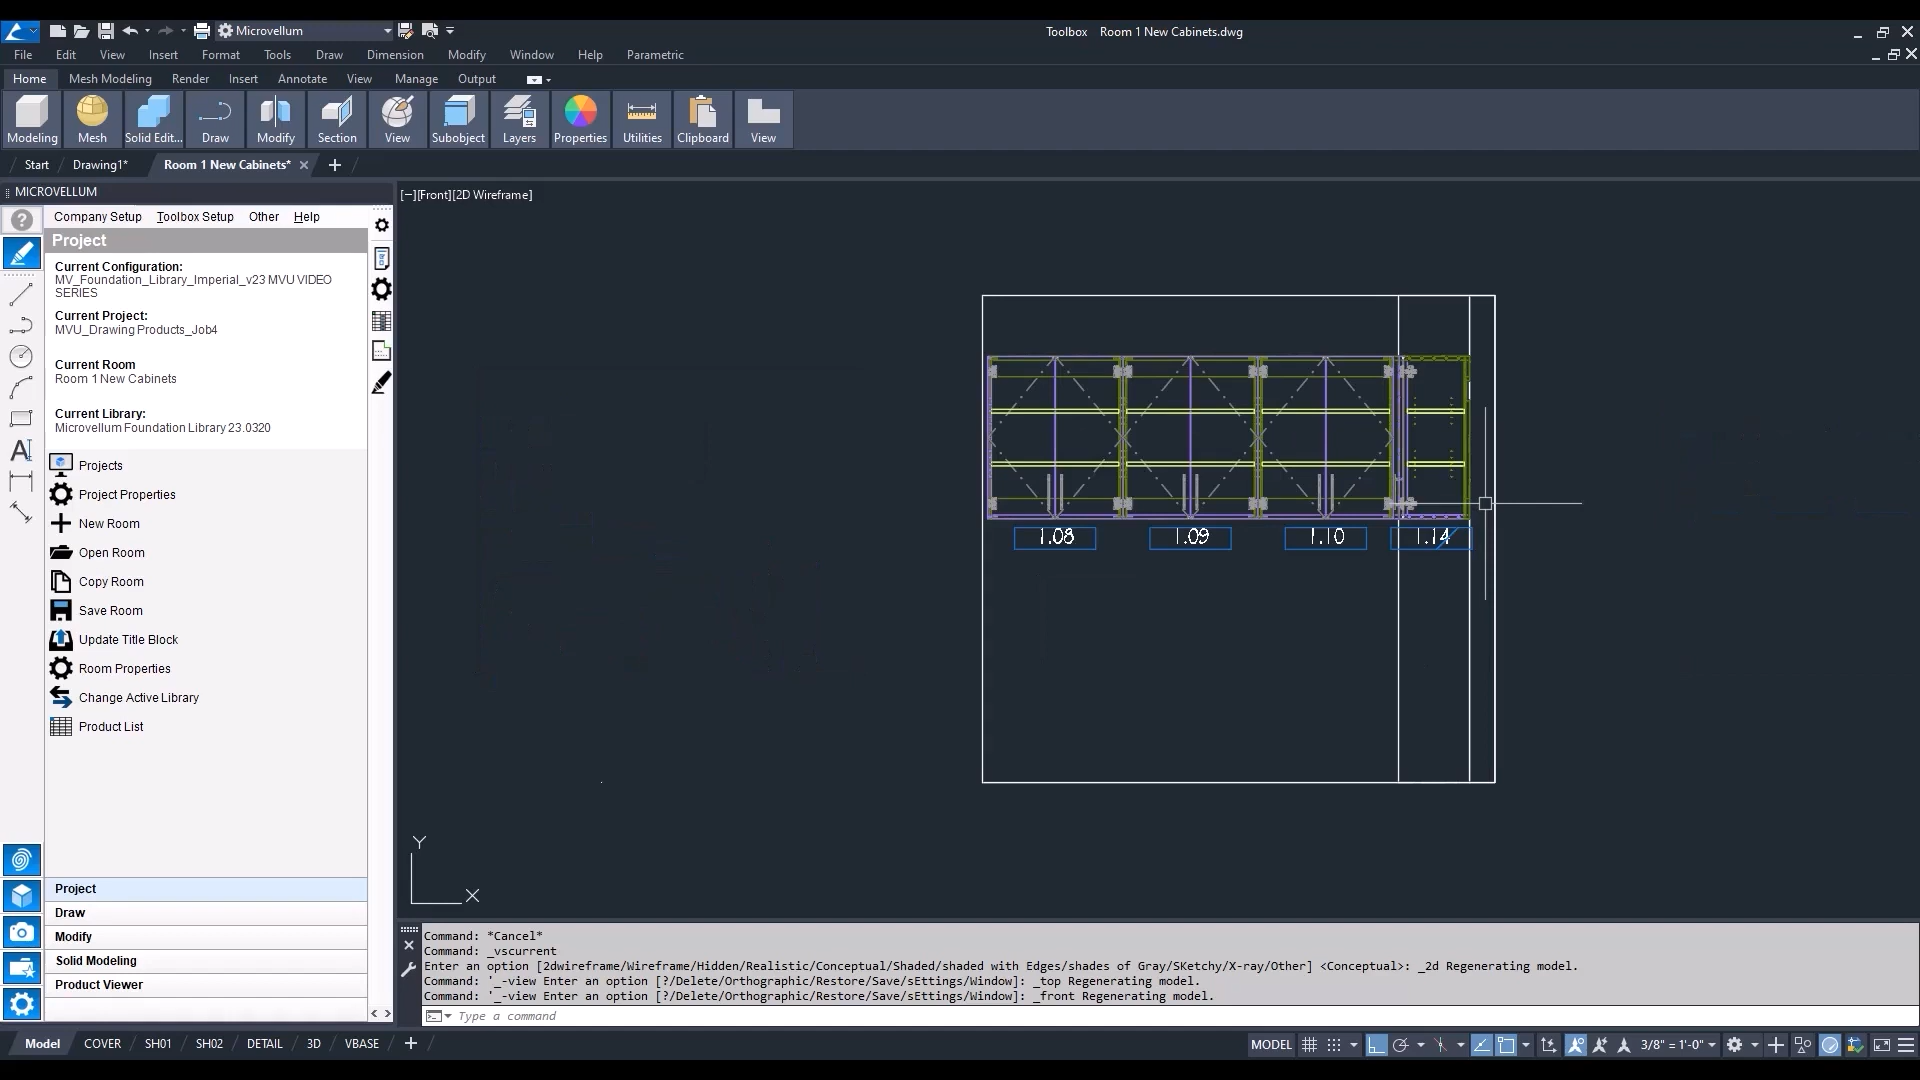 Microvellum
Toolbox Room 1 New Cabinets.dwg
File Edit View Insert Format Tools Draw Dimension Modify Window Help Parametric
Home Mesh Modeling Render Insert Annotate View Manage Output
Modeling Mesh Solid Edit... Draw Modify Section View Subobject Layers Properties Utilities Clipboard View
Start Drawing1* Room 1 New Cabinets*
MICROVELLUM
[−][Front][2D Wireframe]
Company Setup Toolbox Setup Other Help
Project
Current Configuration:
MV_Foundation_Library_Imperial_v23 MVU VIDEO
SERIES
Current Project:
MVU_Drawing Products_Job4
Current Room
Room 1 New Cabinets
Current Library:
Microvellum Foundation Library 23.0320
Projects
Project Properties
New Room
Open Room
Copy Room
Save Room
Update Title Block
Room Properties
Change Active Library
Product List
1.08 1.09 1.10 1.14
Y
X
Project
Draw
Modify
Solid Modeling
Product Viewer
Command: *Cancel*
Command: _vscurrent
Enter an option [2dwireframe/Wireframe/Hidden/Realistic/Conceptual/Shaded/shaded with Edges/shades of Gray/SKetchy/X-ray/Other] <Conceptual>: _2d Regenerating model.
Command: '_-view Enter an option [?/Delete/Orthographic/Restore/Save/sEttings/Window]: _top Regenerating model.
Command: '_-view Enter an option [?/Delete/Orthographic/Restore/Save/sEttings/Window]: _front Regenerating model.
Type a command
Model COVER SH01 SH02 DETAIL 3D VBASE
MODEL 3/8" = 1'-0"